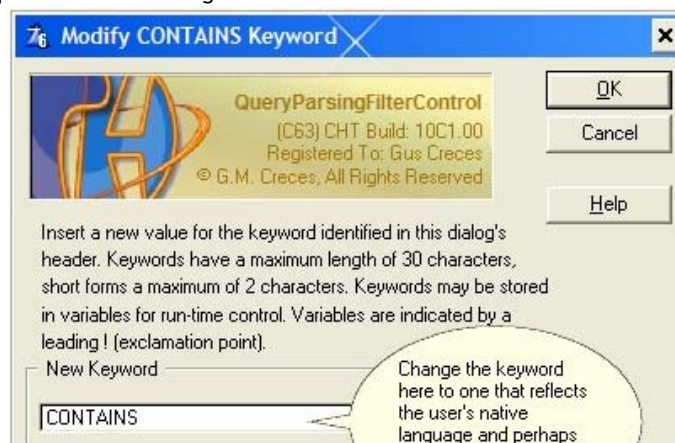 Modify CONTAINS Keyword
QueryParsingFilterControl
(C63) CHT Build: 10C1.00
Registered To: Gus Creces
© G.M. Creces, All Rights Reserved
OK
Cancel
Help
Insert a new value for the keyword identified in this dialog's
header. Keywords have a maximum length of 30 characters,
short forms a maximum of 2 characters. Keywords may be stored
in variables for run-time control. Variables are indicated by a
leading ! (exclamation point).
New Keyword
CONTAINS
Change the keyword
here to one that reflects
the user's native
language and perhaps